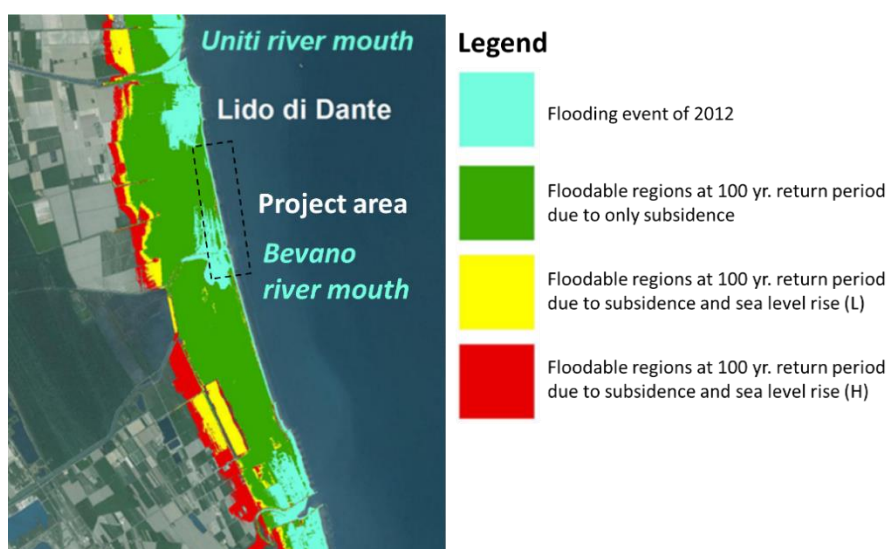 Uniti river mouth
Lido di Dante
Project area
Bevano
river mouth
Legend
Flooding event of 2012
Floodable regions at 100 yr. return period
due to only subsidence
Floodable regions at 100 yr. return period
due to subsidence and sea level rise (L)
Floodable regions at 100 yr. return period
due to subsidence and sea level rise (H)